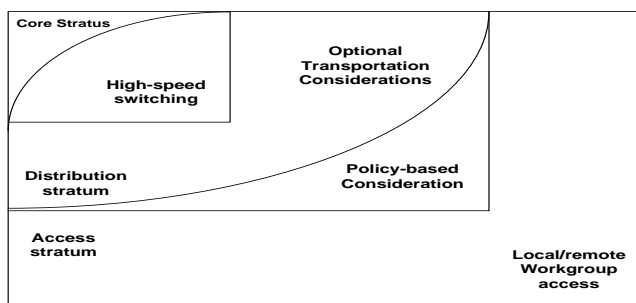 Core Stratus
High-speed
switching
Optional
Transportation
Considerations
Distribution
stratum
Policy-based
Consideration
Access
stratum
Local/remote
Workgroup
access